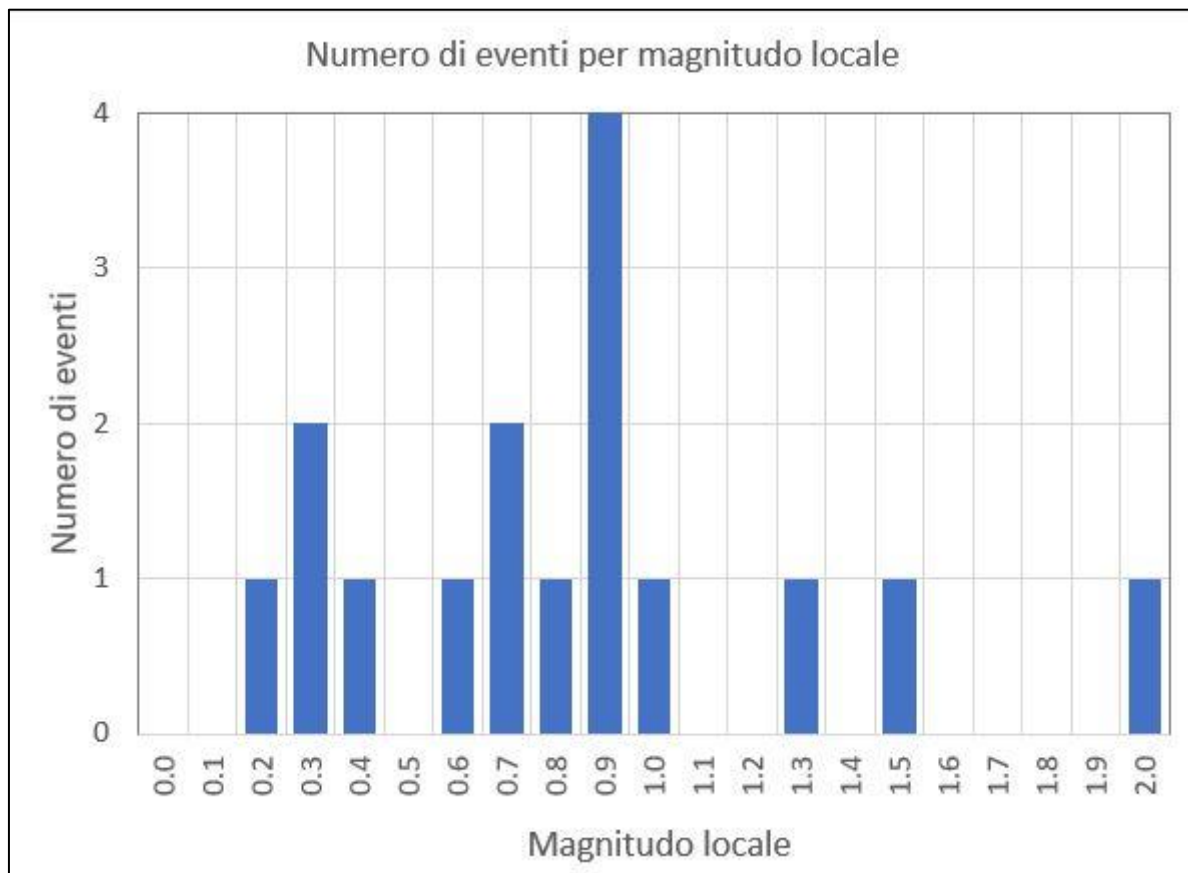 Numero di eventi per magnitudo locale
4
3
2
1
0
Numero di eventi
0.0 0.1 0.2 0.3 0.4 0.5 0.6 0.7 0.8 0.9 1.0 1.1 1.2 1.3 1.4 1.5 1.6 1.7 1.8 1.9 2.0
Magnitudo locale